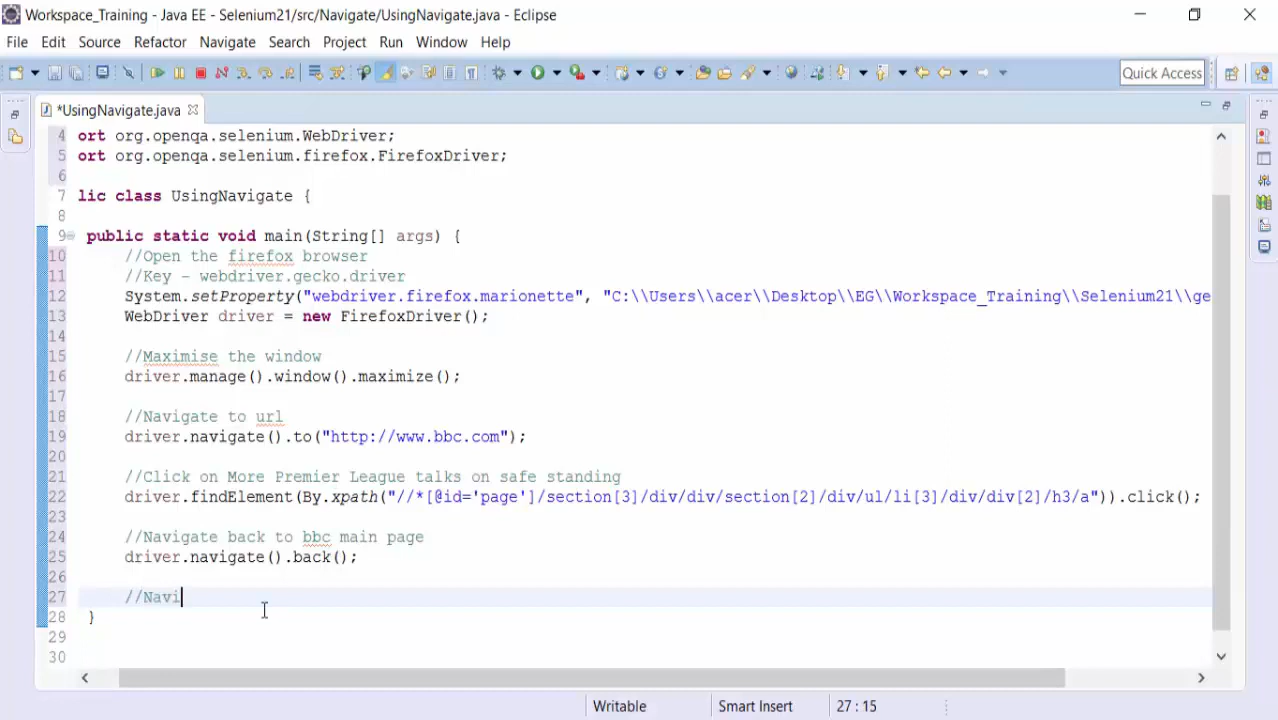 Workspace_Training - Java EE - Selenium21/src/Navigate/UsingNavigate.java - Eclipse
File Edit Source Refactor Navigate Search Project Run Window Help
Quick Access
*UsingNavigate.java
4 ort org.openqa.selenium.WebDriver;
5 ort org.openqa.selenium.firefox.FirefoxDriver;
6
7 lic class UsingNavigate {
8
9 public static void main(String[] args) {
10 //Open the firefox browser
11 //Key - webdriver.gecko.driver
12 System.setProperty("webdriver.firefox.marionette", "C:\\Users\\acer\\Desktop\\EG\\Workspace_Training\\Selenium21\\ge
13 WebDriver driver = new FirefoxDriver();
14
15 //Maximise the window
16 driver.manage().window().maximize();
17
18 //Navigate to url
19 driver.navigate().to("http://www.bbc.com");
20
21 //Click on More Premier League talks on safe standing
22 driver.findElement(By.xpath("//*[@id='page']/section[3]/div/div/section[2]/div/ul/li[3]/div/div[2]/h3/a")).click();
23
24 //Navigate back to bbc main page
25 driver.navigate().back();
26
27 //Navi
28 }
29
30
Writable Smart Insert 27 : 15